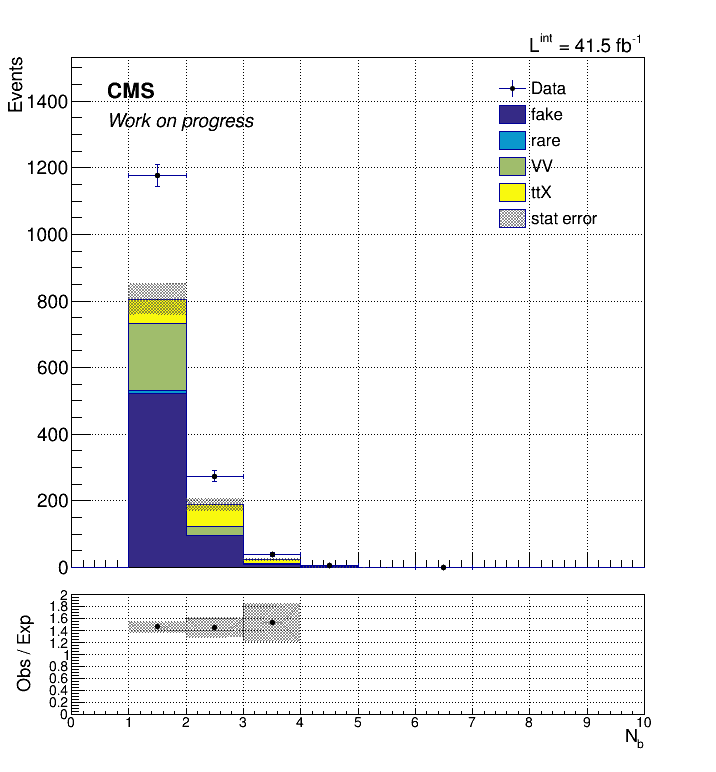 L^int = 41.5 fb^-1
Events
CMS
Work on progress
Data
fake
rare
VV
ttX
stat error
1400
1200
1000
800
600
400
200
0
Obs / Exp
2
1.8
1.6
1.4
1.2
1
0.8
0.6
0.4
0.2
0
0 1 2 3 4 5 6 7 8 9 10
N_b